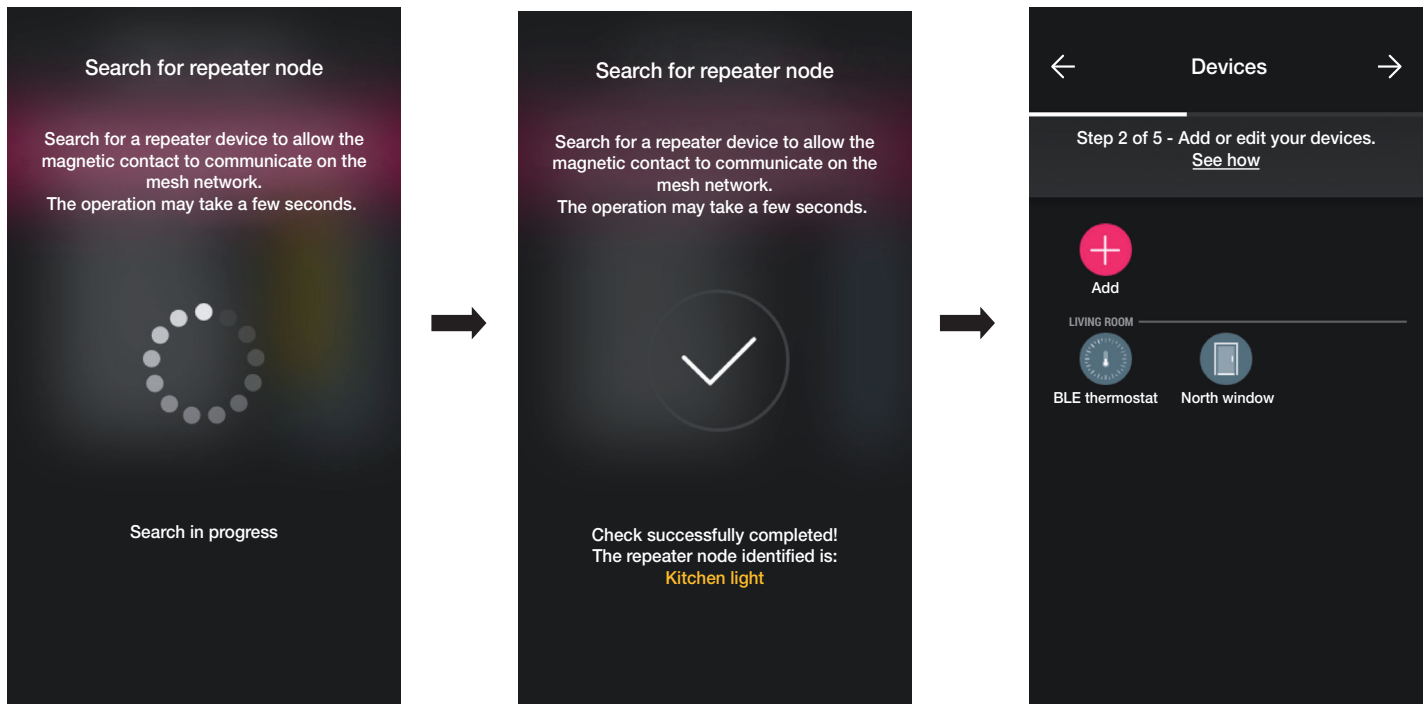 Search for repeater node
Search for a repeater device to allow the
magnetic contact to communicate on the
mesh network.
The operation may take a few seconds.
Search in progress
Search for repeater node
Search for a repeater device to allow the
magnetic contact to communicate on the
mesh network.
The operation may take a few seconds.
Check successfully completed!
The repeater node identified is:
Kitchen light
Devices
Step 2 of 5 - Add or edit your devices.
See how
Add
LIVING ROOM
BLE thermostat North window